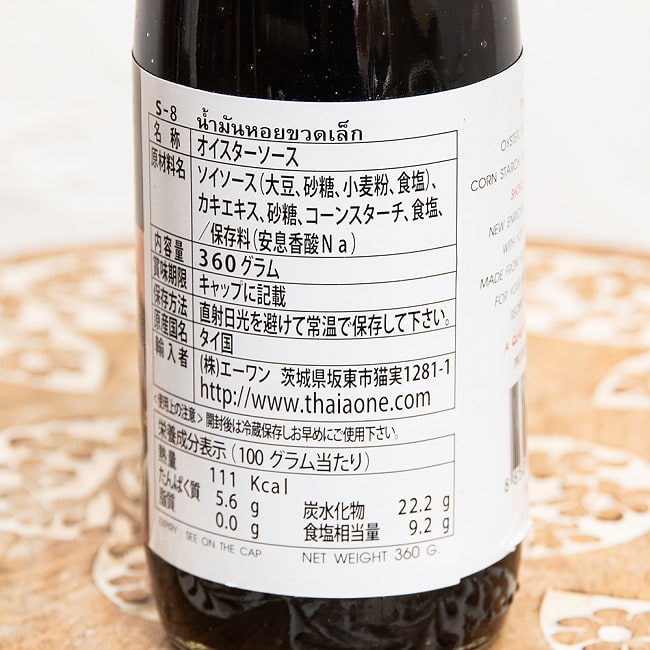 S-8 น้ำมันหอยขวดเล็ก
名 称 オイスターソース
原材料名 ソイソース(大豆、砂糖、小麦粉、食塩)、
カキエキス、砂糖、コーンスターチ、食塩、
/保存料(安息香酸Na)
内容量 360グラム
賞味期限 キャップに記載
保存方法 直射日光を避けて常温で保存して下さい。
原産国名 タイ国
輸入者 (株)エーワン 茨城県坂東市猫実1281-1
http://www.thaiaone.com
<使用上の注意>開封後は冷蔵保存しお早めにご使用下さい。
栄養成分表示(100グラム当たり)
熱量 111 Kcal
たんぱく質 5.6 g 炭水化物 22.2 g
脂質 0.0 g 食塩相当量 9.2 g
EXPIRY : SEE ON THE CAP NET WEIGHT 360 G.
OYSTER
CORN STARCH,
NEW ENRICH
WITH
MADE FROM
FOR YOUR